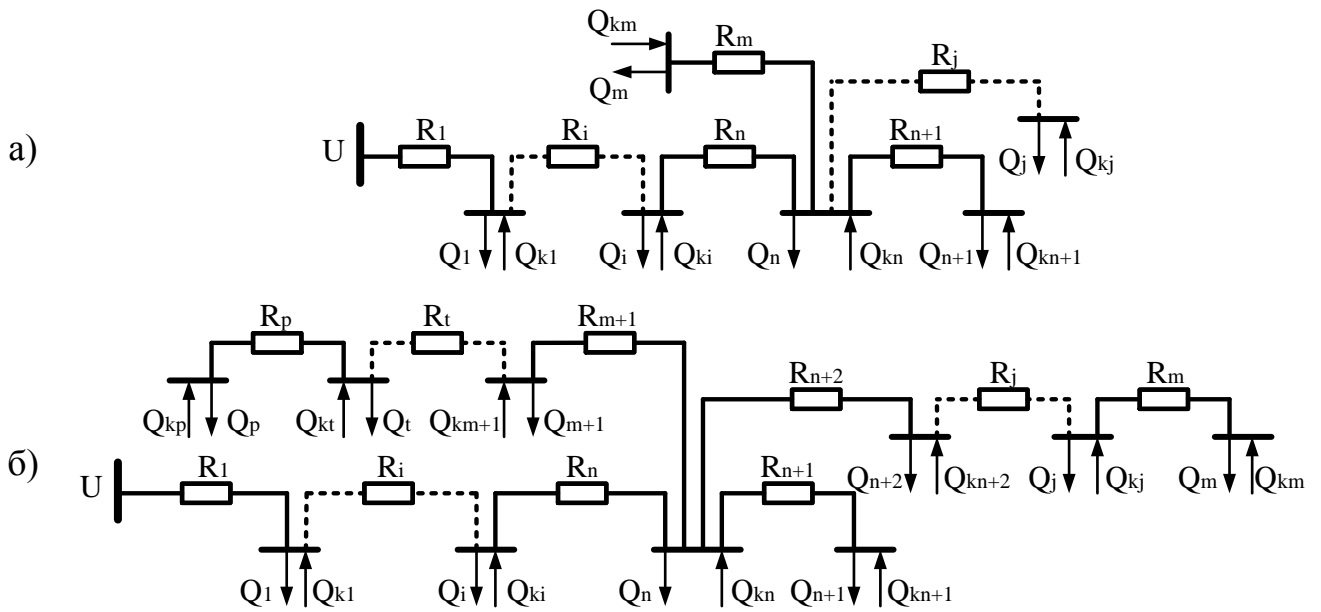 Qkm Rm
Rj
Qm
а) U R1 Ri Rn Rn+1
Qj Qkj
Q1 Qk1 Qi Qki Qn Qkn Qn+1 Qkn+1
Rp Rt Rm+1
Rn+2 Rj Rm
Qkp Qp Qkt Qt Qkm+1 Qm+1
б) U R1 Ri Rn Rn+1
Qn+2 Qkn+2 Qj Qkj Qm Qkm
Q1 Qk1 Qi Qki Qn Qkn Qn+1 Qkn+1